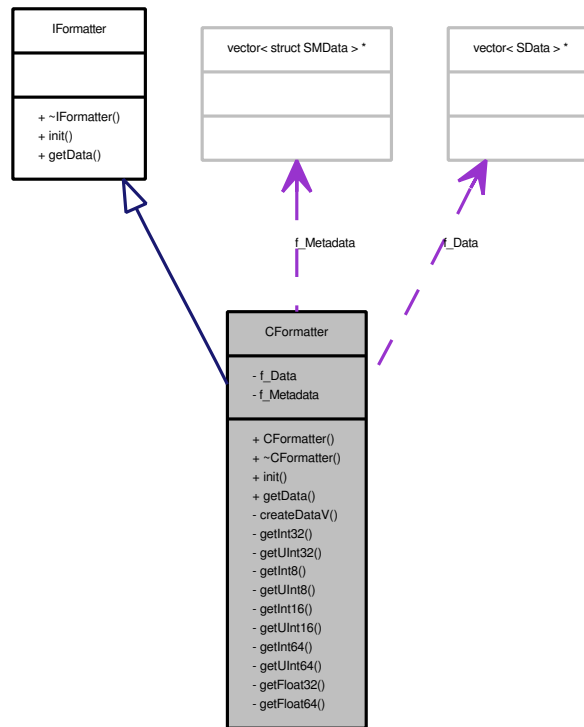 IFormatter
+ ~IFormatter()
+ init()
+ getData()
vector< struct SMData > *
vector< SData > *
f_Metadata
f_Data
CFormatter
- f_Data
- f_Metadata
+ CFormatter()
+ ~CFormatter()
+ init()
+ getData()
- createDataV()
- getInt32()
- getUInt32()
- getInt8()
- getUInt8()
- getInt16()
- getUInt16()
- getInt64()
- getUInt64()
- getFloat32()
- getFloat64()